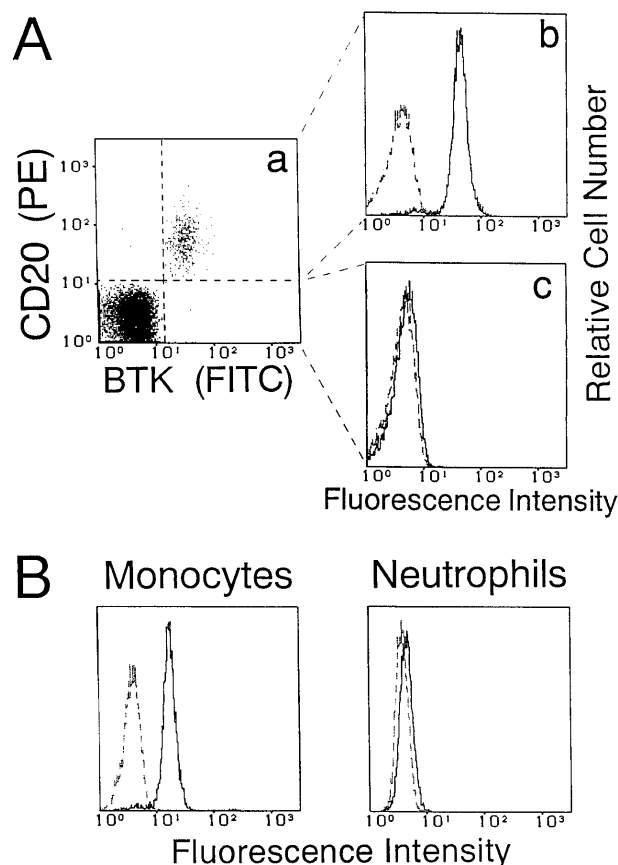 A
b
a
CD20 (PE)
10³
10²
10¹
10⁰
10⁰ 10¹ 10² 10³
BTK (FITC)
10⁰ 10¹ 10² 10³
c
10⁰ 10¹ 10² 10³
Fluorescence Intensity
Relative Cell Number
B
Monocytes
Neutrophils
10⁰ 10¹ 10² 10³
10⁰ 10¹ 10² 10³
Fluorescence Intensity